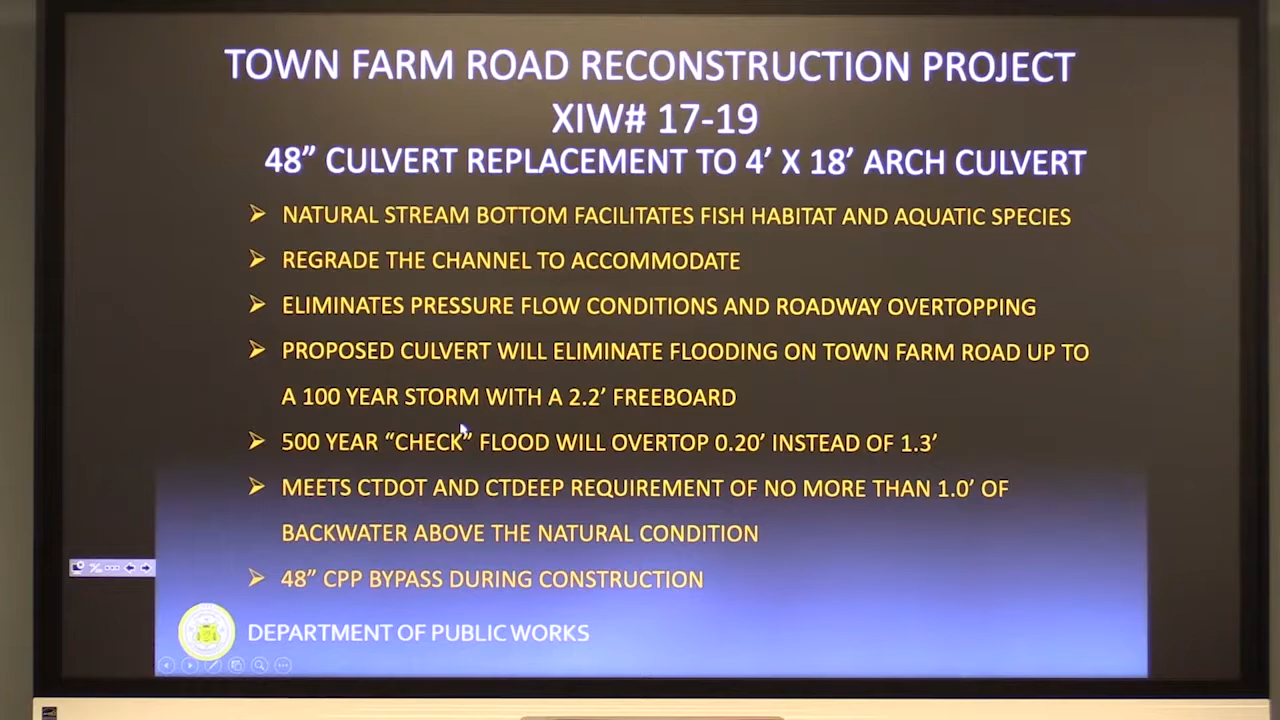 TOWN FARM ROAD RECONSTRUCTION PROJECT
XIW# 17-19
48” CULVERT REPLACEMENT TO 4’ X 18’ ARCH CULVERT
➢ NATURAL STREAM BOTTOM FACILITATES FISH HABITAT AND AQUATIC SPECIES
➢ REGRADE THE CHANNEL TO ACCOMMODATE
➢ ELIMINATES PRESSURE FLOW CONDITIONS AND ROADWAY OVERTOPPING
➢ PROPOSED CULVERT WILL ELIMINATE FLOODING ON TOWN FARM ROAD UP TO
A 100 YEAR STORM WITH A 2.2’ FREEBOARD
➢ 500 YEAR “CHECK” FLOOD WILL OVERTOP 0.20’ INSTEAD OF 1.3’
➢ MEETS CTDOT AND CTDEEP REQUIREMENT OF NO MORE THAN 1.0’ OF
BACKWATER ABOVE THE NATURAL CONDITION
➢ 48” CPP BYPASS DURING CONSTRUCTION
DEPARTMENT OF PUBLIC WORKS